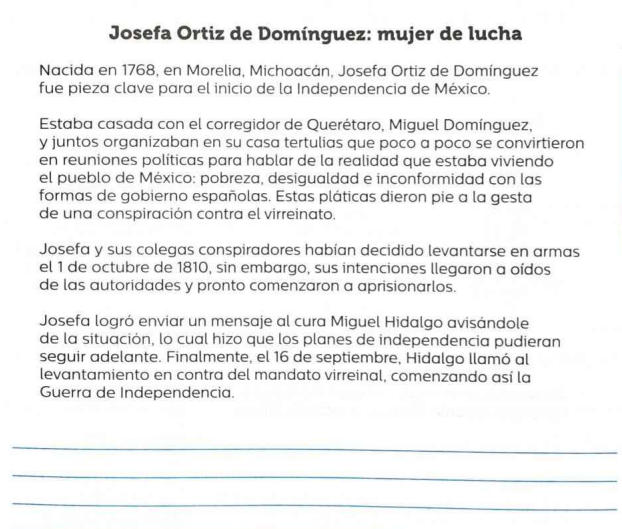 Josefa Ortiz de Domínguez: mujer de lucha
Nacida en 1768, en Morelia, Michoacán, Josefa Ortiz de Domínguez
fue pieza clave para el inicio de la Independencia de México.
Estaba casada con el corregidor de Querétaro, Miguel Domínguez,
y juntos organizaban en su casa tertulias que poco a poco se convirtieron
en reuniones políticas para hablar de la realidad que estaba viviendo
el pueblo de México: pobreza, desigualdad e inconformidad con las
formas de gobierno españolas. Estas pláticas dieron pie a la gesta
de una conspiración contra el virreinato.
Josefa y sus colegas conspiradores habían decidido levantarse en armas
el 1 de octubre de 1810, sin embargo, sus intenciones llegaron a oídos
de las autoridades y pronto comenzaron a aprisionarlos.
Josefa logró enviar un mensaje al cura Miguel Hidalgo avisándole
de la situación, lo cual hizo que los planes de independencia pudieran
seguir adelante. Finalmente, el 16 de septiembre, Hidalgo llamó al
levantamiento en contra del mandato virreinal, comenzando así la
Guerra de Independencia.